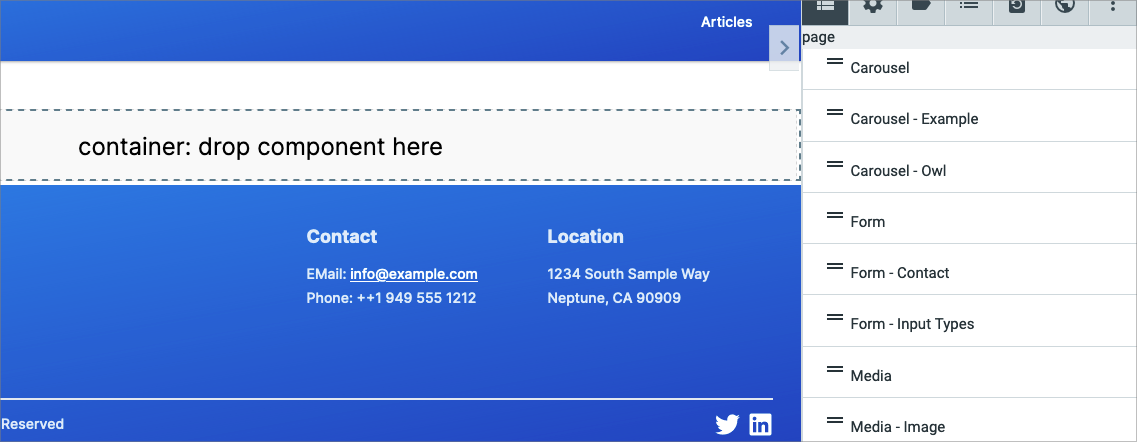 Articles
container: drop component here
Contact
EMail: info@example.com
Phone: ++1 949 555 1212
Location
1234 South Sample Way
Neptune, CA 90909
Reserved
page
Carousel
Carousel - Example
Carousel - Owl
Form
Form - Contact
Form - Input Types
Media
Media - Image